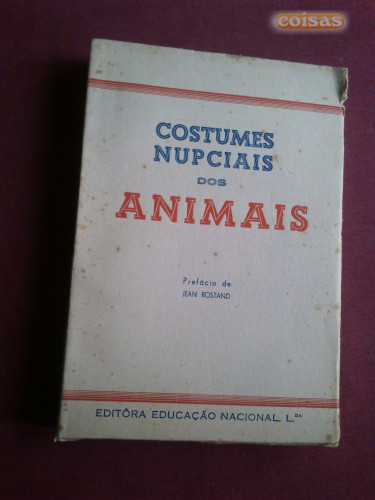 coisas
COSTUMES
NUPCIAIS
DOS
ANIMAIS
Prefácio de
JEAN ROSTAND
EDITÔRA EDUCAÇÃO NACIONAL, L.DA